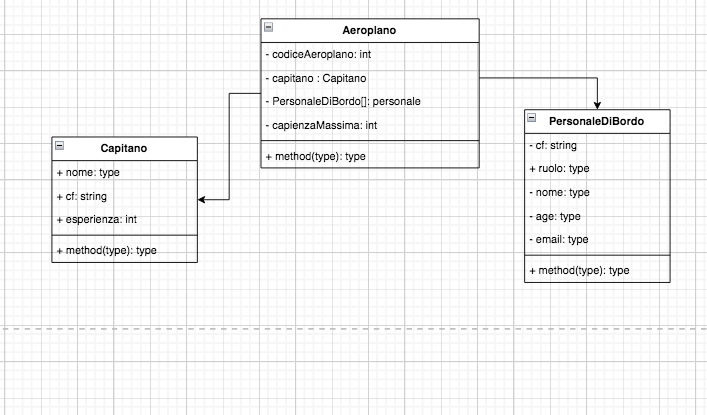 Aeroplano
- codiceAeroplano: int
- capitano : Capitano
- PersonaleDiBordo[]: personale
- capienzaMassima: int
+ method(type): type
Capitano
+ nome: type
+ cf: string
+ esperienza: int
+ method(type): type
PersonaleDiBordo
- cf: string
+ ruolo: type
- nome: type
- age: type
- email: type
+ method(type): type